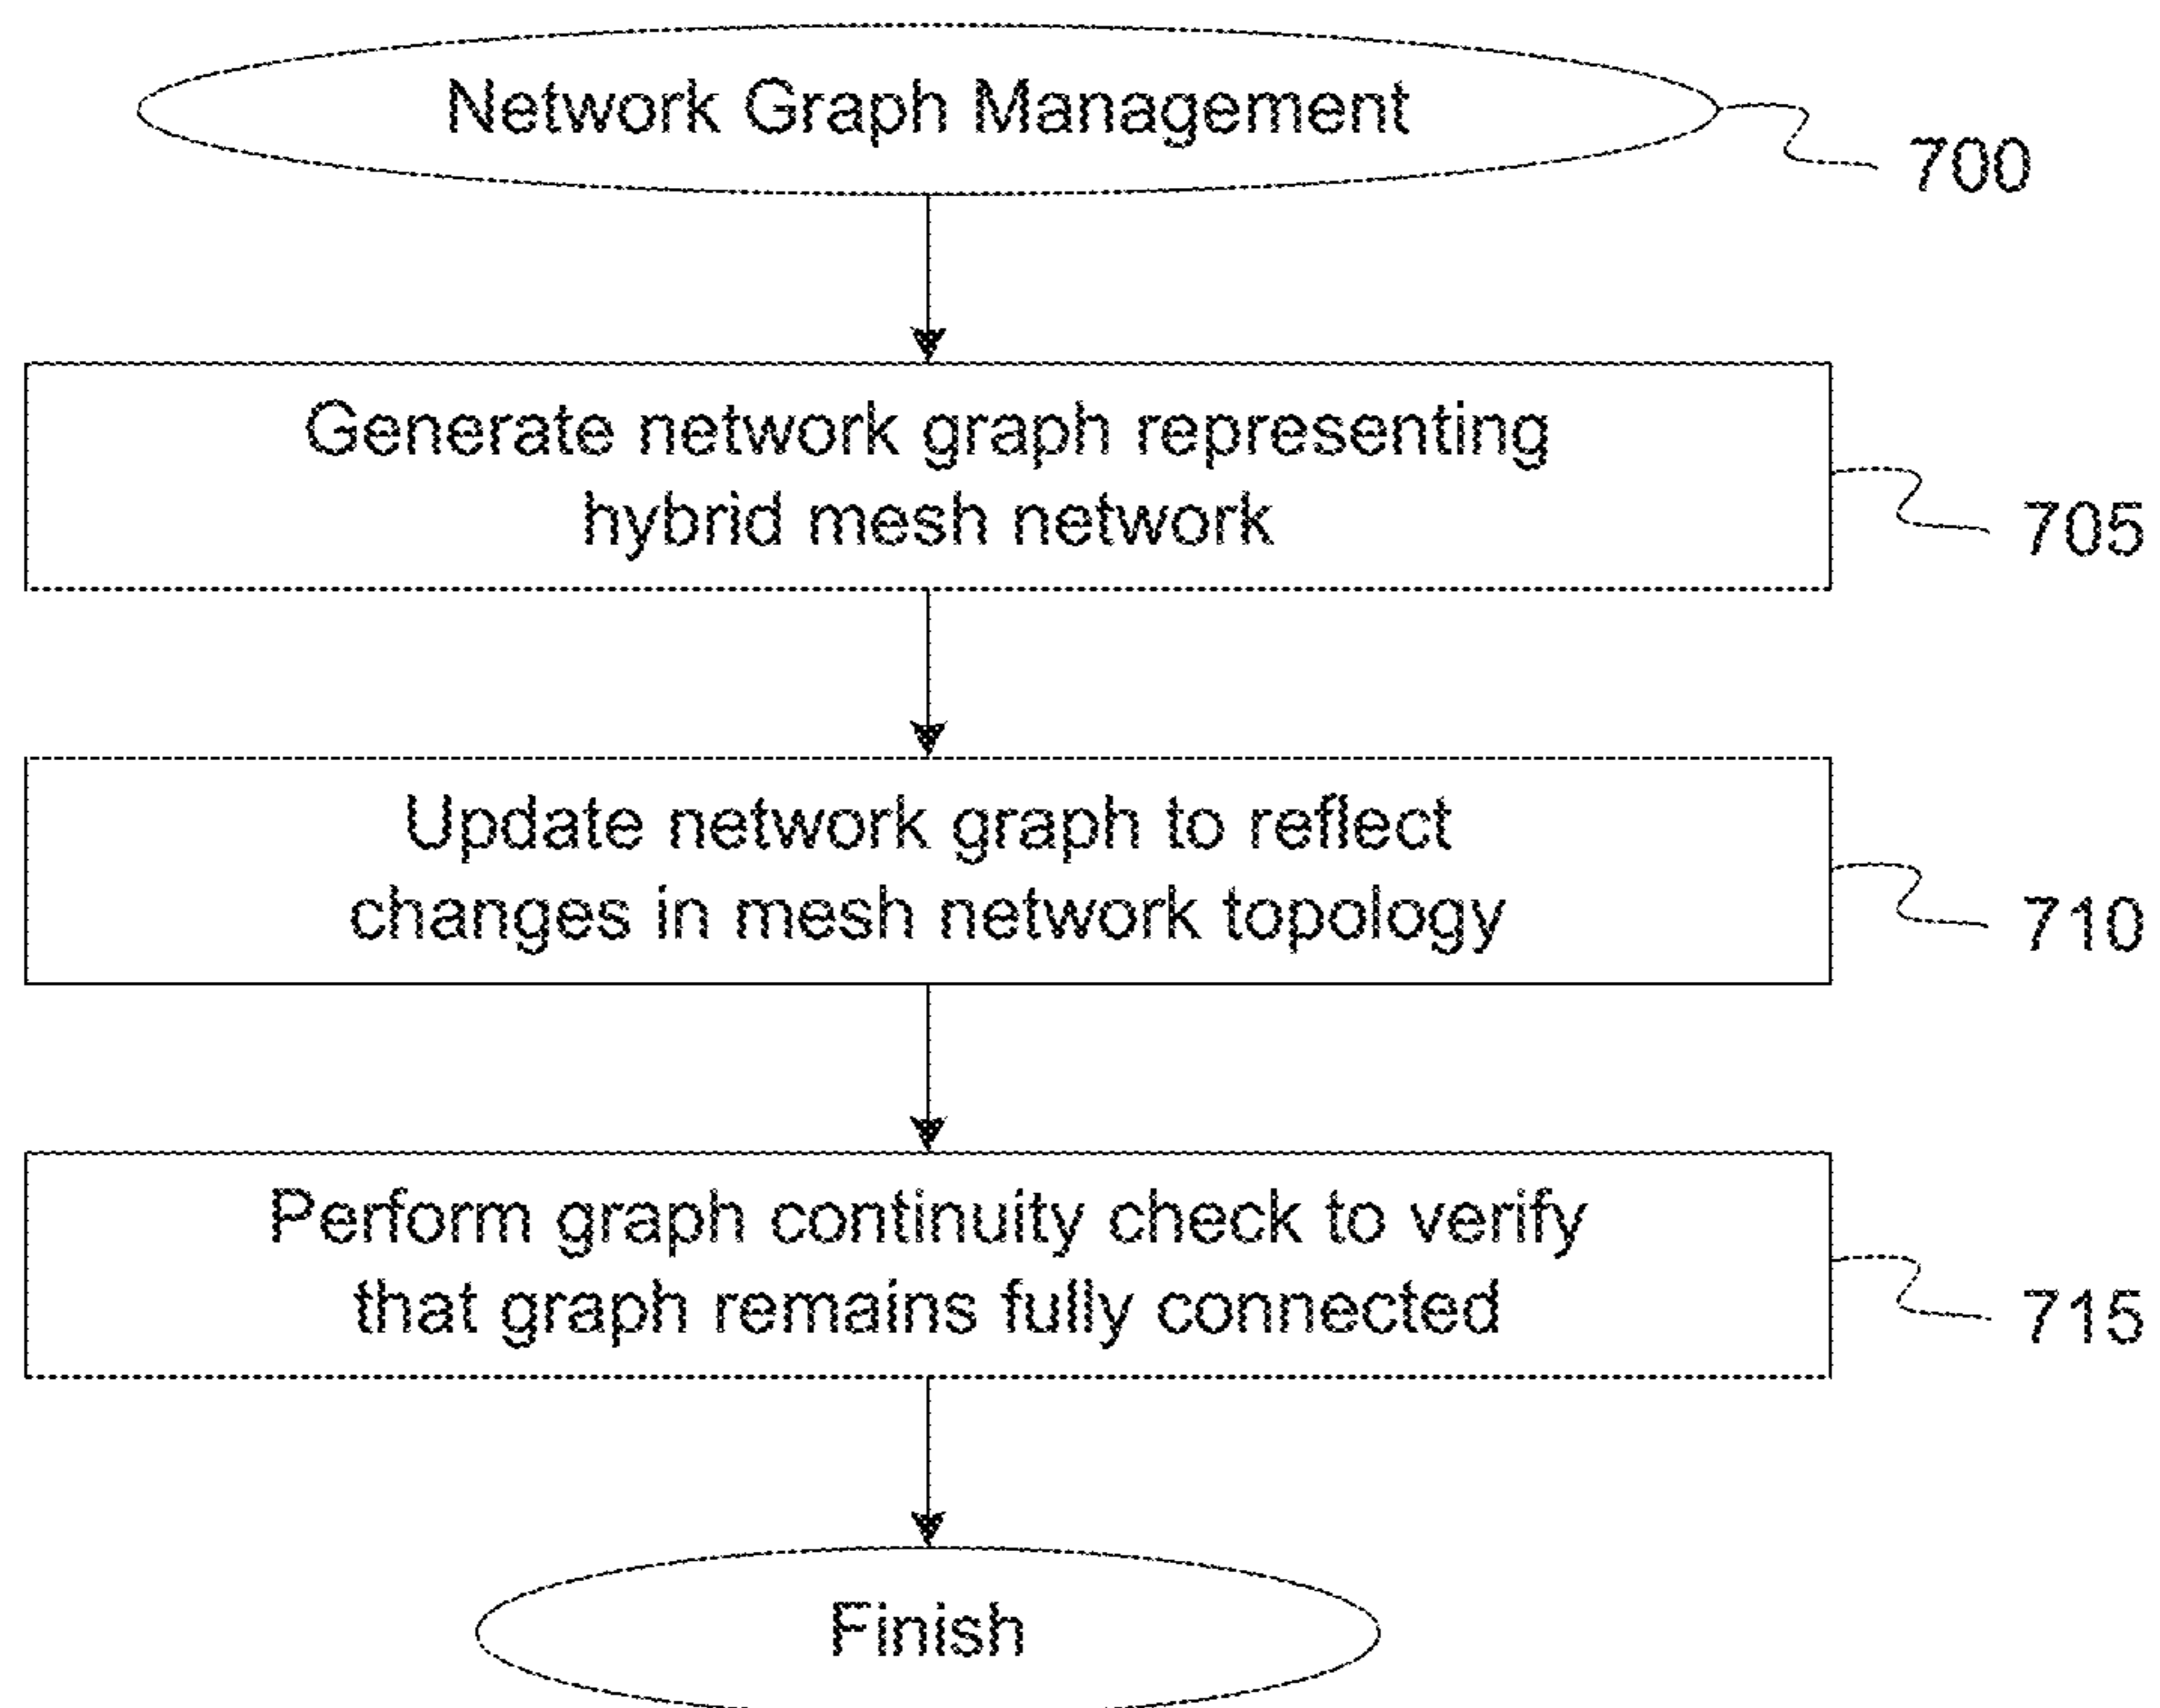 Network Graph Management
700
Generate network graph representing
hybrid mesh network
705
Update network graph to reflect
changes in mesh network topology
710
Perform graph continuity check to verify
that graph remains fully connected
715
Finish